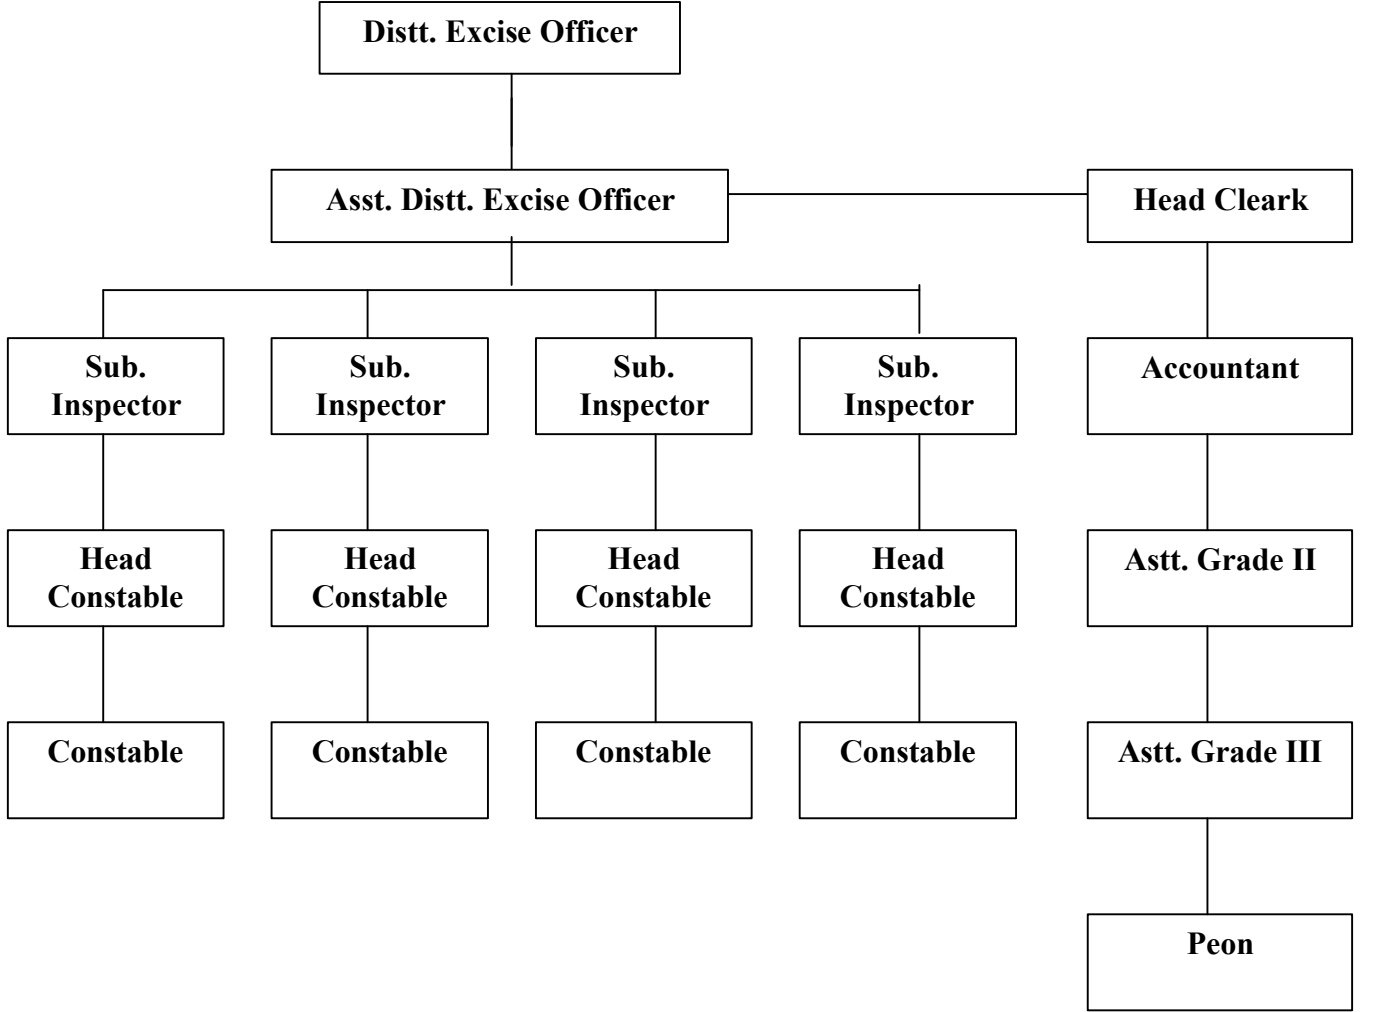 Distt. Excise Officer
Asst. Distt. Excise Officer
Head Cleark
Sub.
Inspector
Sub.
Inspector
Sub.
Inspector
Sub.
Inspector
Accountant
Head
Constable
Head
Constable
Head
Constable
Head
Constable
Astt. Grade II
Constable
Constable
Constable
Constable
Astt. Grade III
Peon